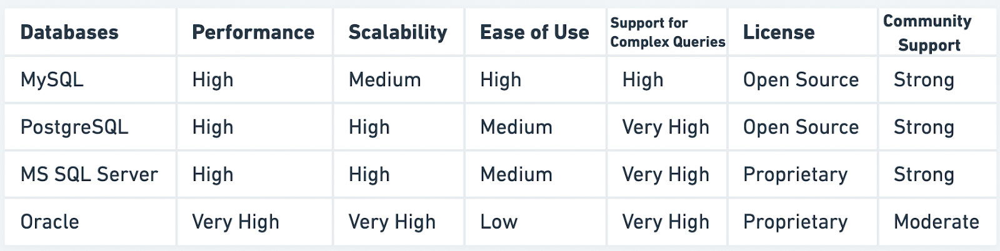 Databases Performance Scalability Ease of Use Support for Complex Queries License Community Support
MySQL High Medium High High Open Source Strong
PostgreSQL High High Medium Very High Open Source Strong
MS SQL Server High High Medium Very High Proprietary Strong
Oracle Very High Very High Low Very High Proprietary Moderate